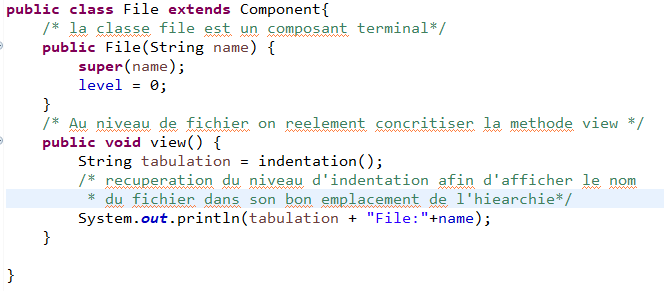 public class File extends Component{
/* la classe file est un composant terminal*/
public File(String name) {
super(name);
level = 0;
}
/* Au niveau de fichier on reelement concritiser la methode view */
public void view() {
String tabulation = indentation();
/* recuperation du niveau d'indentation afin d'afficher le nom
* du fichier dans son bon emplacement de l'hiearchie*/
System.out.println(tabulation + "File:"+name);
}
}